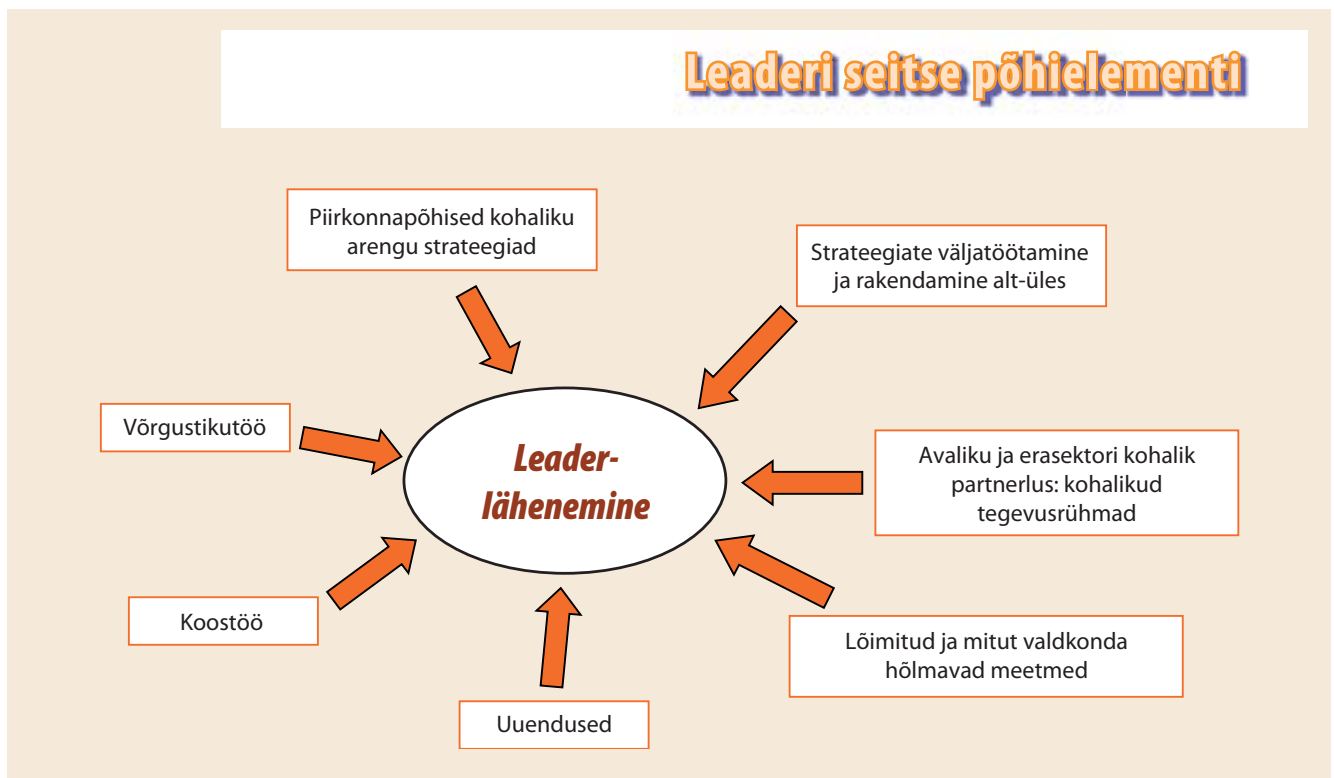 Leaderi seitse põhielementi
Piirkonnapõhised kohaliku
arengu strateegiad
Strateegiate väljatöötamine
ja rakendamine alt-üles
Võrgustikutöö
Leader-
lähenemine
Avaliku ja erasektori kohalik
partnerlus: kohalikud
tegevusrühmad
Koostöö
Lõimitud ja mitut valdkonda
hõlmavad meetmed
Uuendused